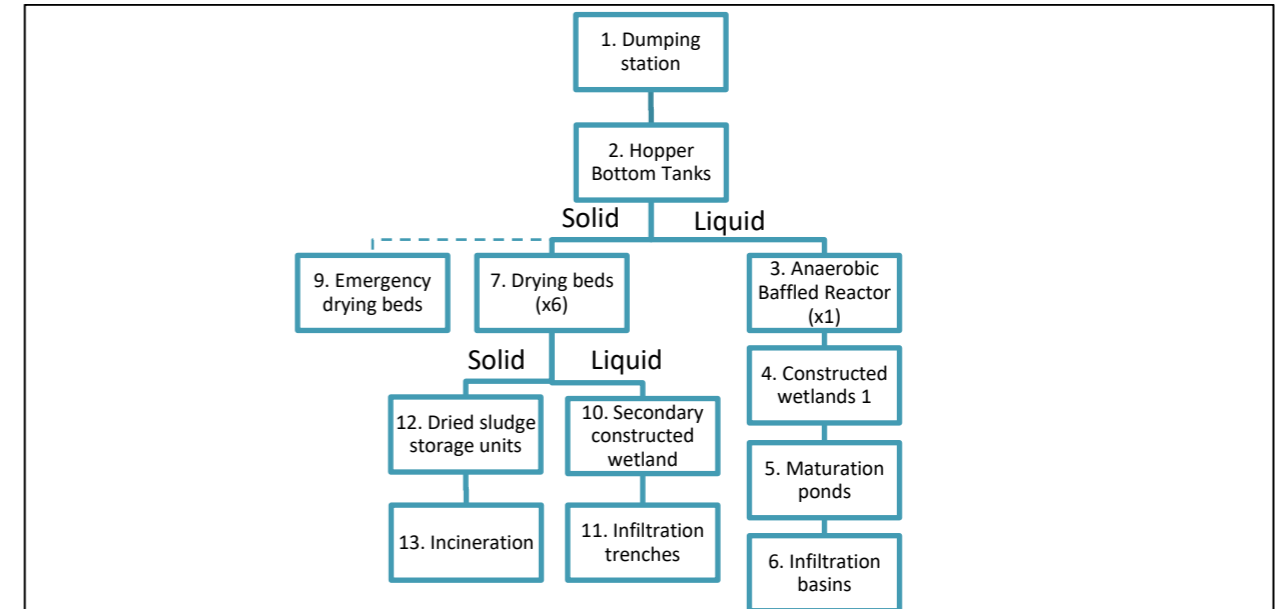 1. Dumping
station
2. Hopper
Bottom Tanks
Solid
Liquid
9. Emergency
drying beds
7. Drying beds
(x6)
3. Anaerobic
Baffled Reactor
(x1)
Solid
Liquid
4. Constructed
wetlands 1
12. Dried sludge
storage units
10. Secondary
constructed
wetland
5. Maturation
ponds
13. Incineration
11. Infiltration
trenches
6. Infiltration
basins